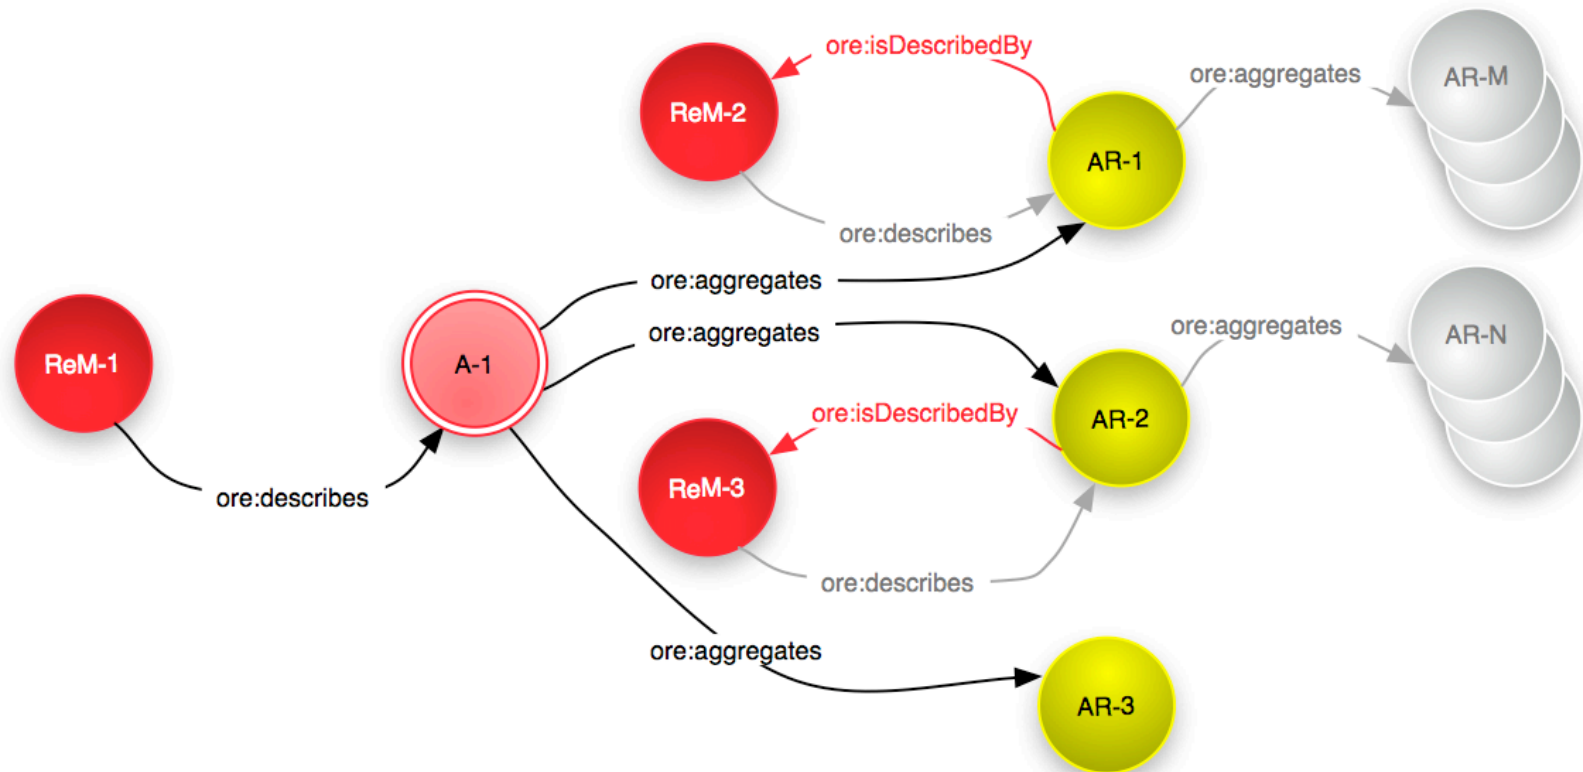 ore:isDescribedBy
ore:aggregates
AR-M
ReM-2
AR-1
ore:describes
ore:aggregates
ore:aggregates
ore:aggregates
AR-N
ReM-1
A-1
ore:isDescribedBy
AR-2
ReM-3
ore:describes
ore:describes
ore:aggregates
AR-3